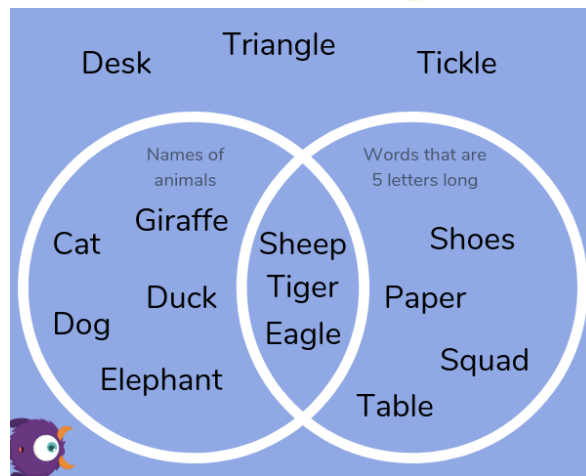 Desk
Triangle
Tickle
Names of
animals
Words that are
5 letters long
Cat
Giraffe
Duck
Dog
Elephant
Sheep
Tiger
Eagle
Shoes
Paper
Squad
Table